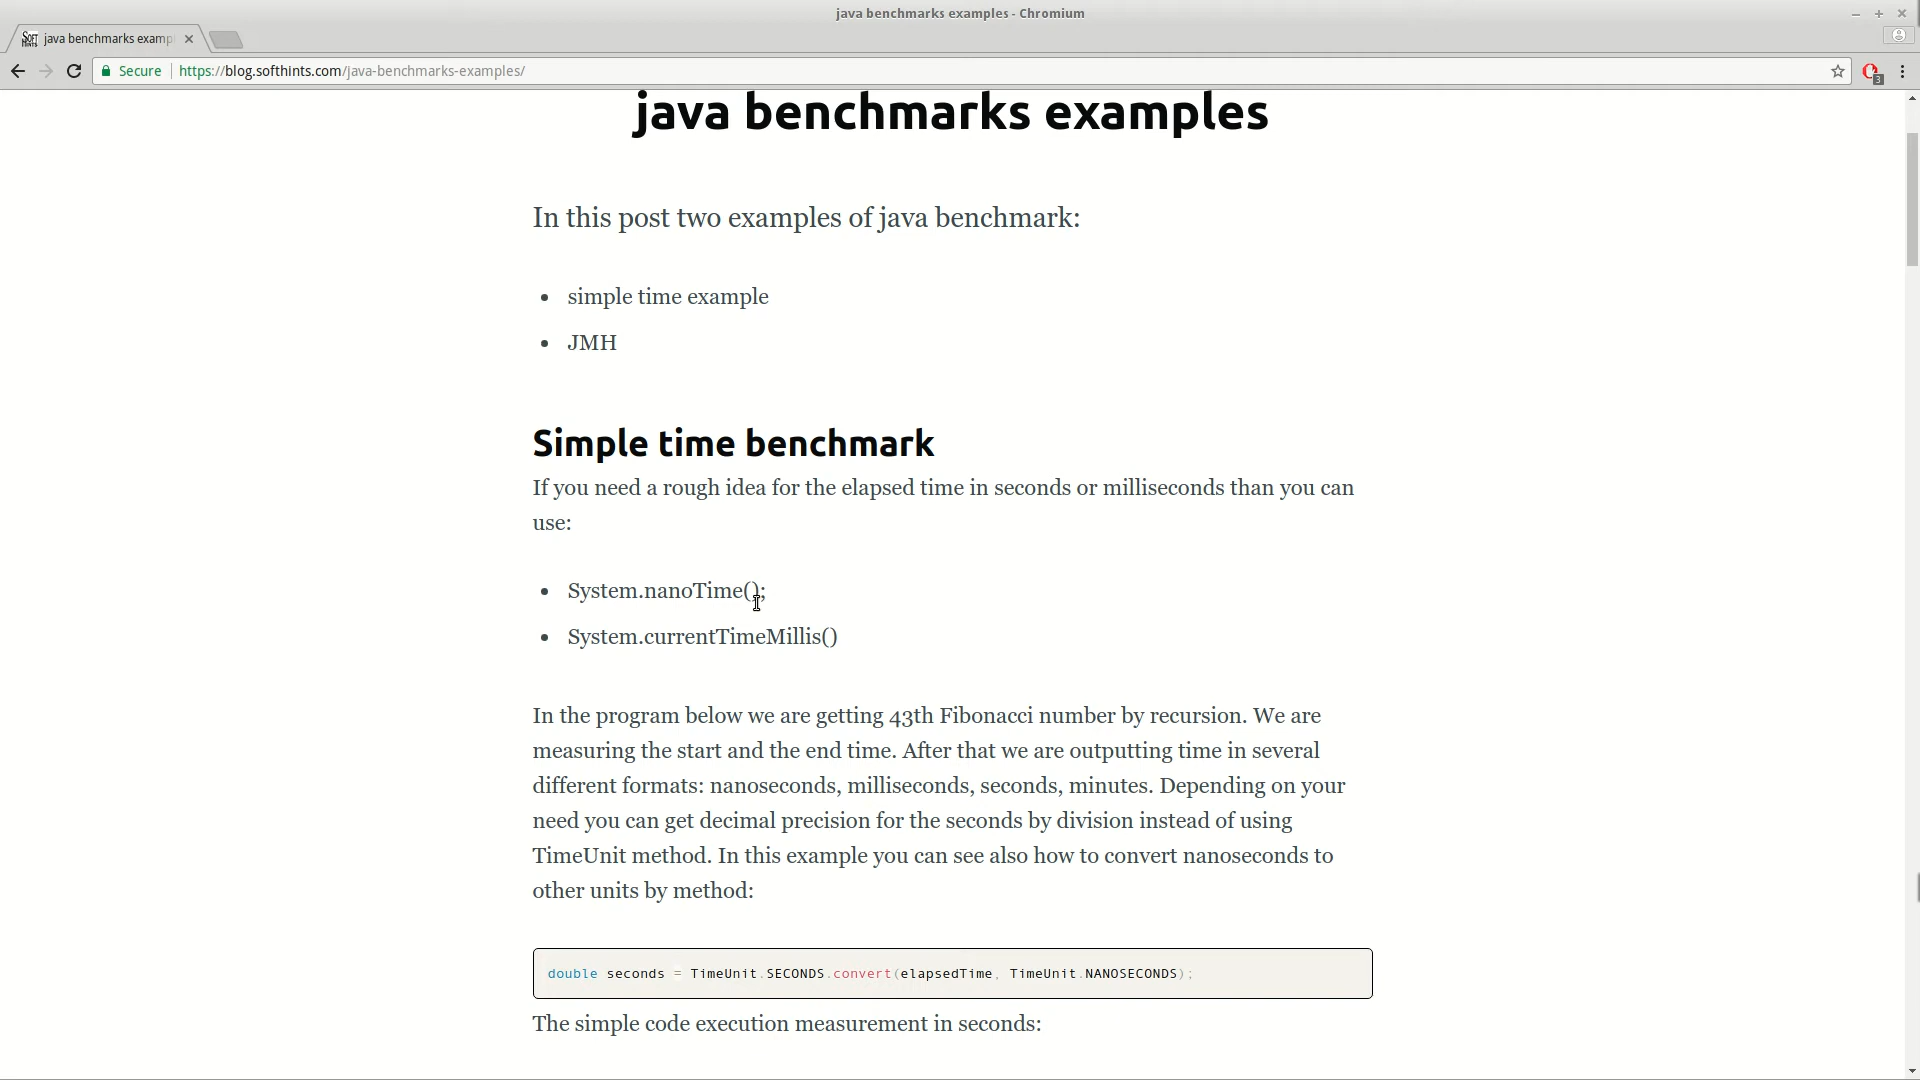 java benchmarks examples - Chromium
SOFT
HINTS
java benchmarks examp
Secure
https://blog.softhints.com/java-benchmarks-examples/
3
java benchmarks examples
In this post two examples of java benchmark:
• simple time example
• JMH
Simple time benchmark
If you need a rough idea for the elapsed time in seconds or milliseconds than you can
use:
• System.nanoTime();
• System.currentTimeMillis()
In the program below we are getting 43th Fibonacci number by recursion. We are
measuring the start and the end time. After that we are outputting time in several
different formats: nanoseconds, milliseconds, seconds, minutes. Depending on your
need you can get decimal precision for the seconds by division instead of using
TimeUnit method. In this example you can see also how to convert nanoseconds to
other units by method:
double seconds = TimeUnit.SECONDS.convert(elapsedTime, TimeUnit.NANOSECONDS);
The simple code execution measurement in seconds: